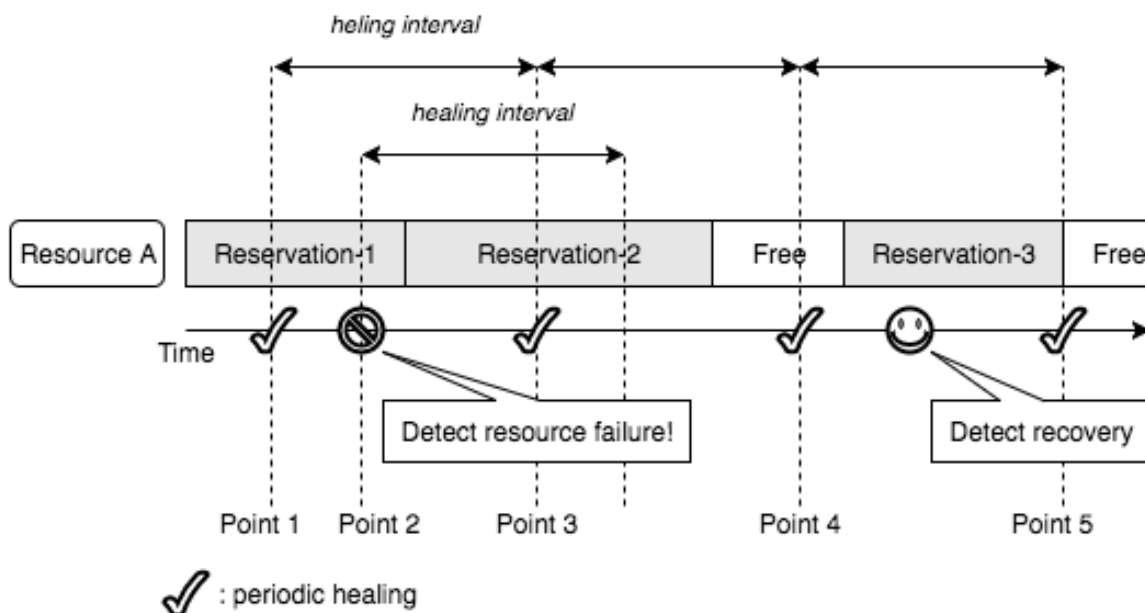 heling interval
healing interval
Resource A
Reservation-1
Reservation-2
Free
Reservation-3
Free
Time
Detect resource failure!
Detect recovery
Point 1
Point 2
Point 3
Point 4
Point 5
: periodic healing